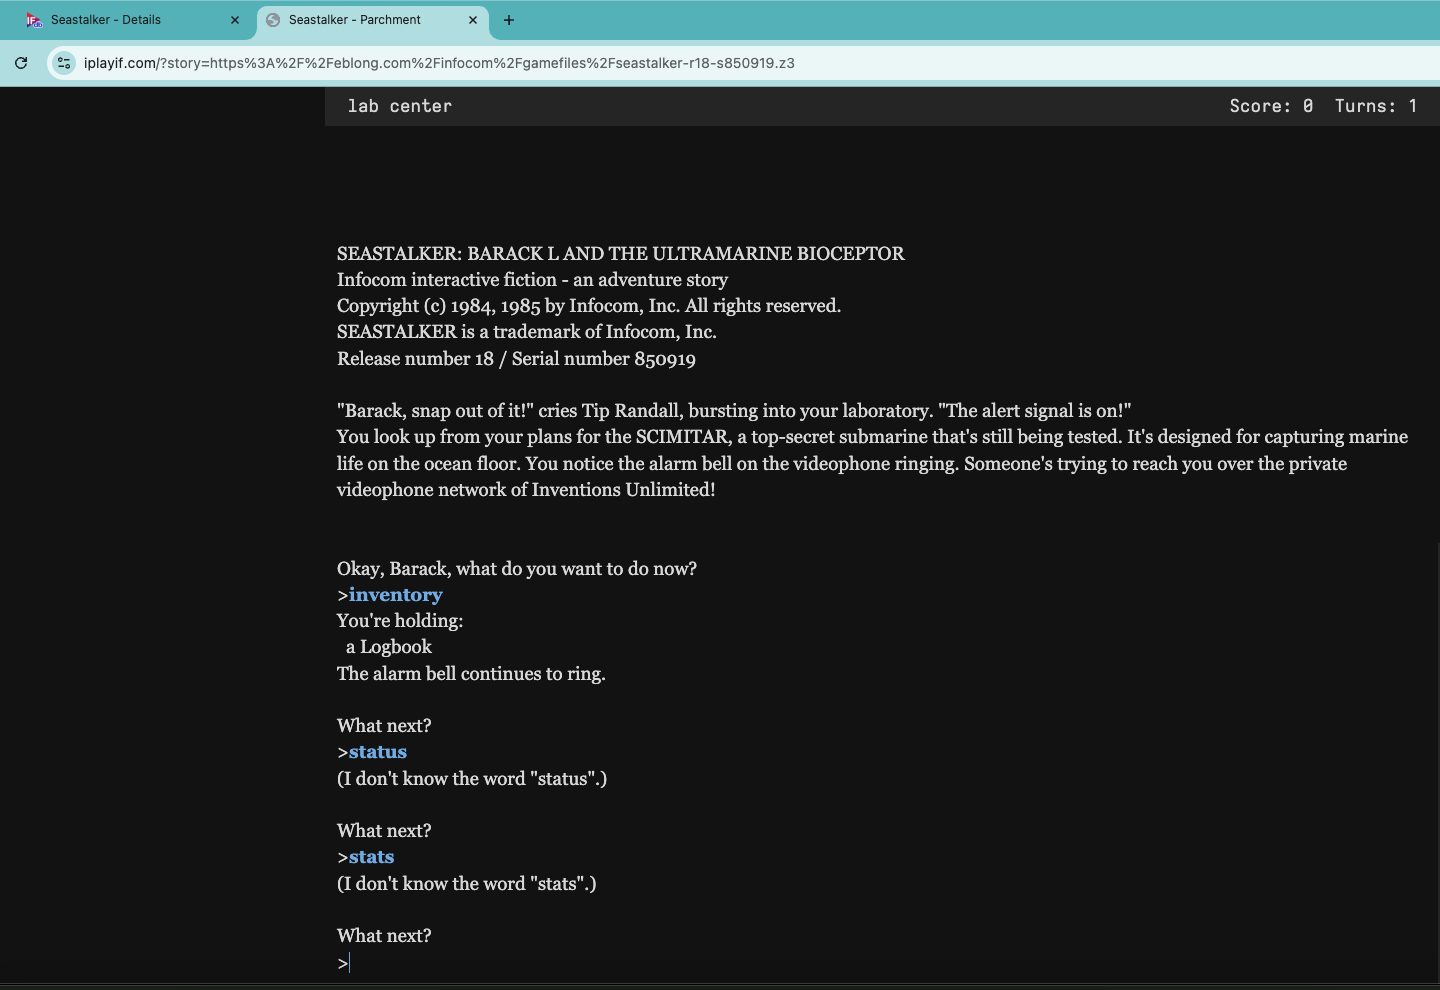 Seastalker - Details
Seastalker - Parchment
iplayif.com/?story=https%3A%2F%2Feblong.com%2Finfocom%2Fgamefiles%2Fseastalker-r18-s850919.z3
lab center Score: 0 Turns: 1
SEASTALKER: BARACK L AND THE ULTRAMARINE BIOCEPTOR
Infocom interactive fiction - an adventure story
Copyright (c) 1984, 1985 by Infocom, Inc. All rights reserved.
SEASTALKER is a trademark of Infocom, Inc.
Release number 18 / Serial number 850919
"Barack, snap out of it!" cries Tip Randall, bursting into your laboratory. "The alert signal is on!"
You look up from your plans for the SCIMITAR, a top-secret submarine that's still being tested. It's designed for capturing marine
life on the ocean floor. You notice the alarm bell on the videophone ringing. Someone's trying to reach you over the private
videophone network of Inventions Unlimited!
Okay, Barack, what do you want to do now?
>inventory
You're holding:
a Logbook
The alarm bell continues to ring.
What next?
>status
(I don't know the word "status".)
What next?
>stats
(I don't know the word "stats".)
What next?
>